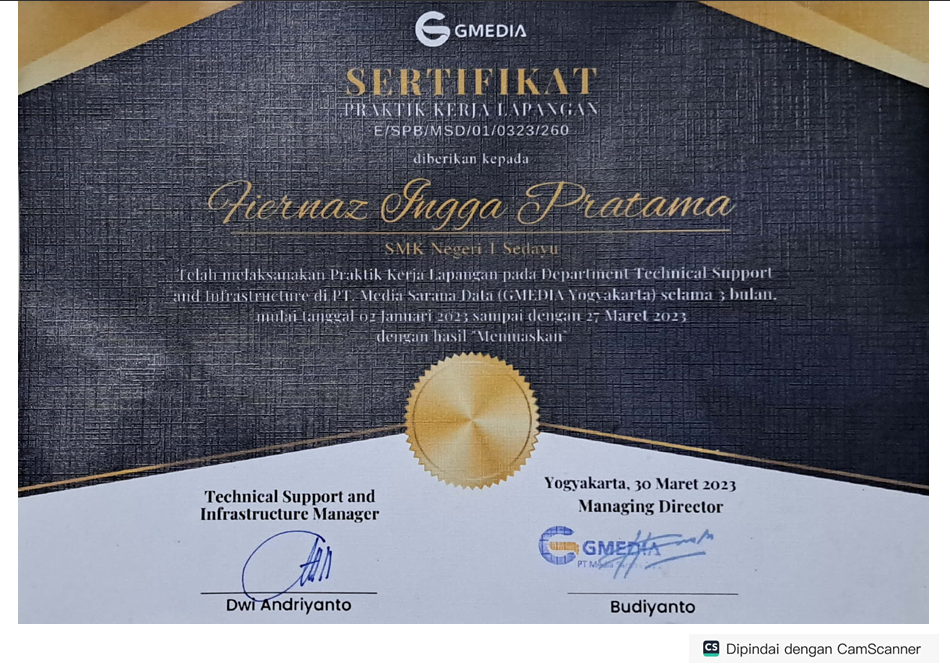 GMEDIA
SERTIFIKAT
PRAKTIK KERJA LAPANGAN
E/SPB/MSD/01/0323/260
diberikan kepada
Fiernaz Ingga Pratama
SMK Negeri 1 Sedayu
Telah melaksanakan Praktik Kerja Lapangan pada Department Technical Support
and Infrastructure di PT. Media Sarana Data (GMEDIA Yogyakarta) selama 3 bulan,
mulai tanggal 02 Januari 2023 sampai dengan 27 Maret 2023
dengan hasil "Memuaskan"
Technical Support and
Infrastructure Manager
Dwi Andriyanto
Yogyakarta, 30 Maret 2023
Managing Director
GMEDIA
PT Media
Budiyanto
CS Dipindai dengan CamScanner